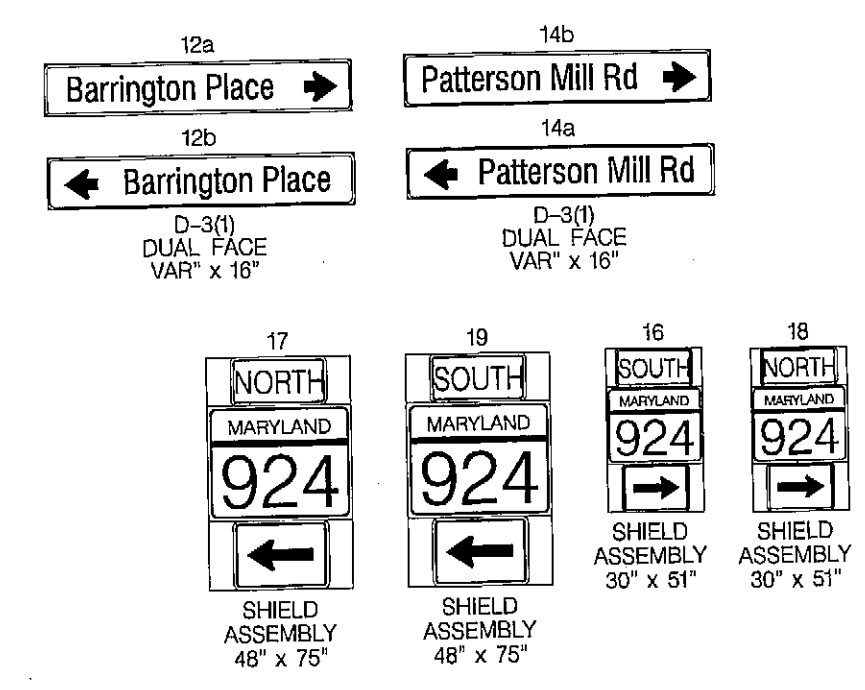 12a
Barrington Place
12b
Barrington Place
D-3(1)
DUAL FACE
VAR" x 16"
14b
Patterson Mill Rd
14a
Patterson Mill Rd
D-3(1)
DUAL FACE
VAR" x 16"
17
NORTH
MARYLAND
924
SHIELD
ASSEMBLY
48" x 75"
19
SOUTH
MARYLAND
924
SHIELD
ASSEMBLY
48" x 75"
16
SOUTH
MARYLAND
924
SHIELD
ASSEMBLY
30" x 51"
18
NORTH
MARYLAND
924
SHIELD
ASSEMBLY
30" x 51"